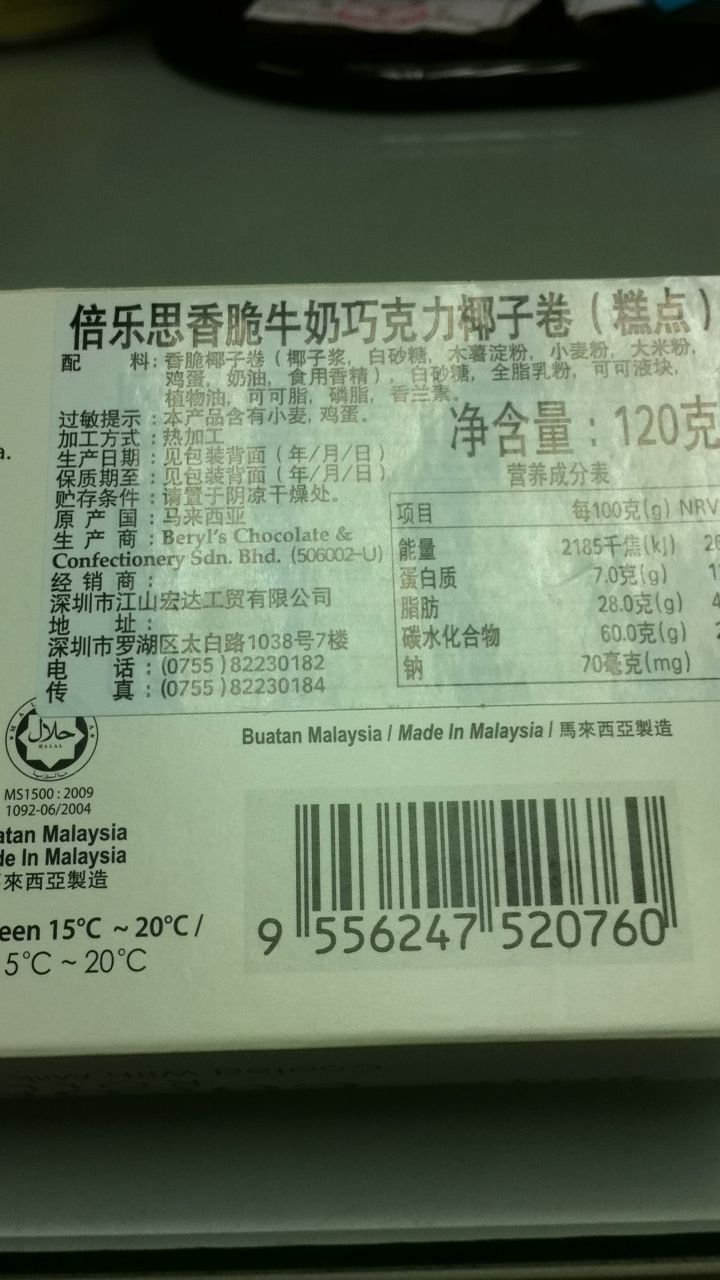 倍乐思香脆牛奶巧克力椰子卷（糕点）
配 料：香脆椰子卷（椰子浆，白砂糖，木薯淀粉，小麦粉，大米粉，
鸡蛋，奶油，食用香精），白砂糖，全脂乳粉，可可液块，
植物油，可可脂，磷脂，香兰素。
过敏提示：本产品含有小麦，鸡蛋。
净含量：120克
加工方式：热加工
生产日期：见包装背面（年/月/日）
保质期至：见包装背面（年/月/日）
贮存条件：请置于阴凉干燥处。
原产国：马来西亚
生产商：Beryl's Chocolate &
Confectionery Sdn. Bhd. (506002-U)
经销商：
深圳市江山宏达工贸有限公司
地 址：
深圳市罗湖区太白路1038号7楼
电 话：(0755)82230182
传 真：(0755)82230184
营养成分表
项目 每100克(g) NRV
能量 2185千焦(kJ)
蛋白质 7.0克(g)
脂肪 28.0克(g)
碳水化合物 60.0克(g)
钠 70毫克(mg)
a.
حلال
HALAL
MS1500 : 2009
1092-06/2004
Buatan Malaysia / Made In Malaysia / 馬來西亞製造
atan Malaysia
de In Malaysia
來西亞製造
een 15°C ~ 20°C /
5°C ~ 20°C
9 556247 520760